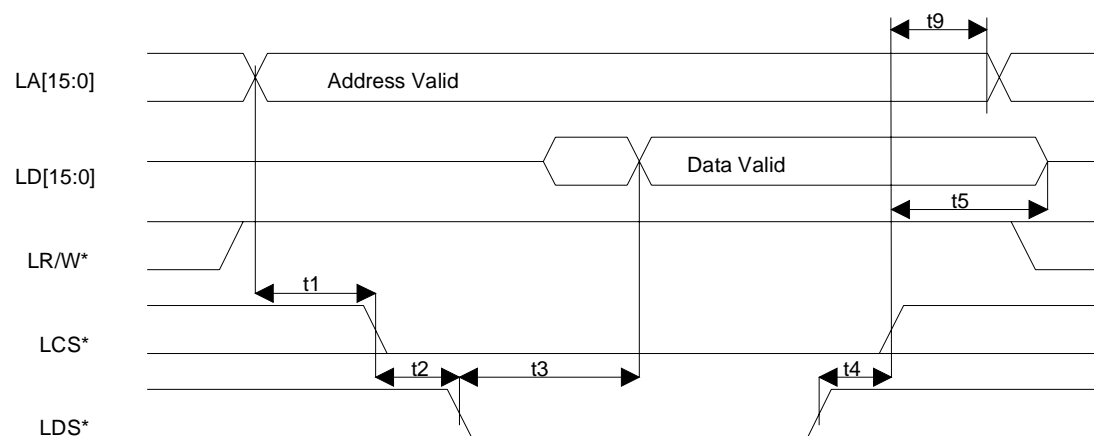 t9
LA[15:0]
Address Valid
LD[15:0]
Data Valid
t5
LR/W*
t1
LCS*
t2
t3
t4
LDS*